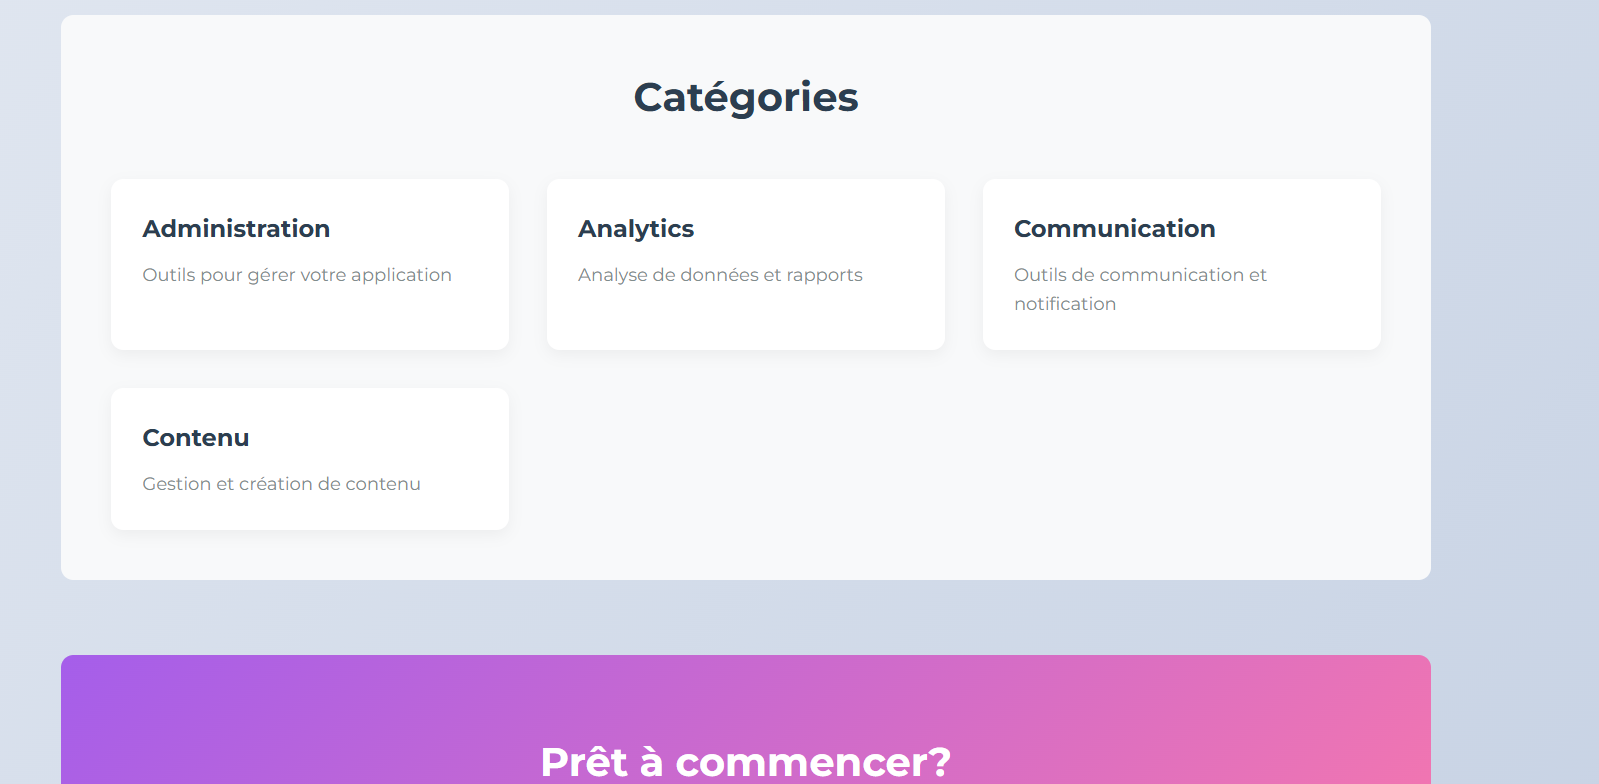 Catégories
Administration
Outils pour gérer votre application
Analytics
Analyse de données et rapports
Communication
Outils de communication et
notification
Contenu
Gestion et création de contenu
Prêt à commencer?